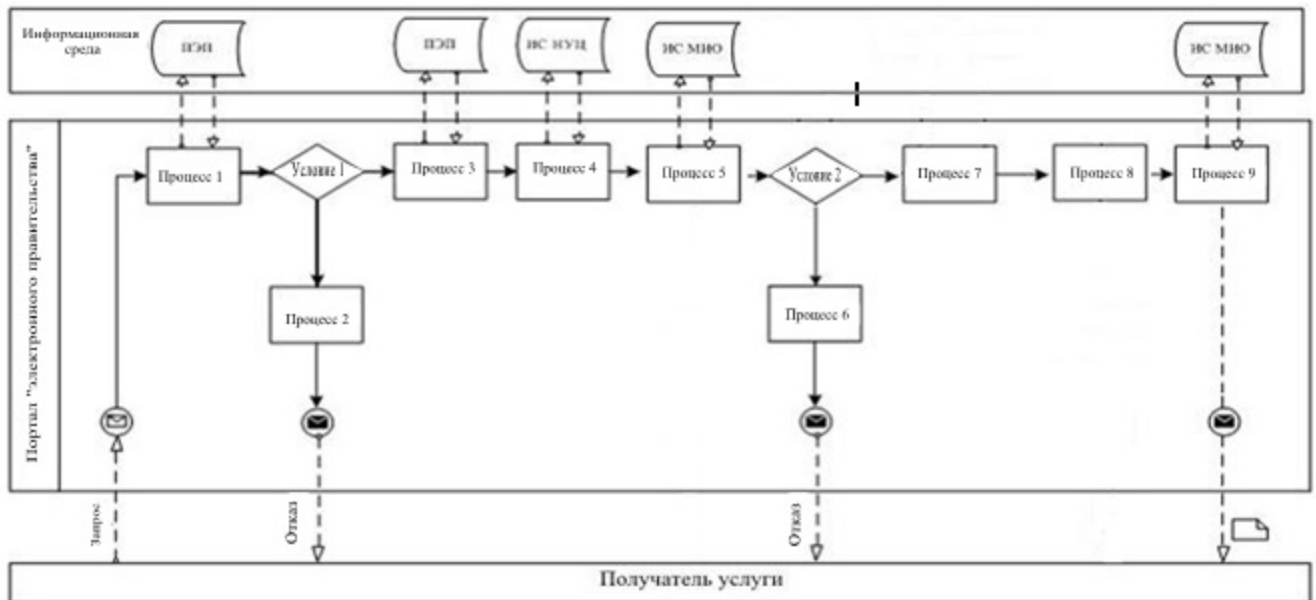 Информационная
среда
ПЭП
ПЭП
ИС НУЦ
ИС МИО
ИС МИО
Портал "электронного правительства"
Процесс 1
Условие 1
Процесс 3
Процесс 4
Процесс 5
Условие 2
Процесс 7
Процесс 8
Процесс 9
Процесс 2
Процесс 6
Запрос
Отказ
Отказ
Получатель услуги